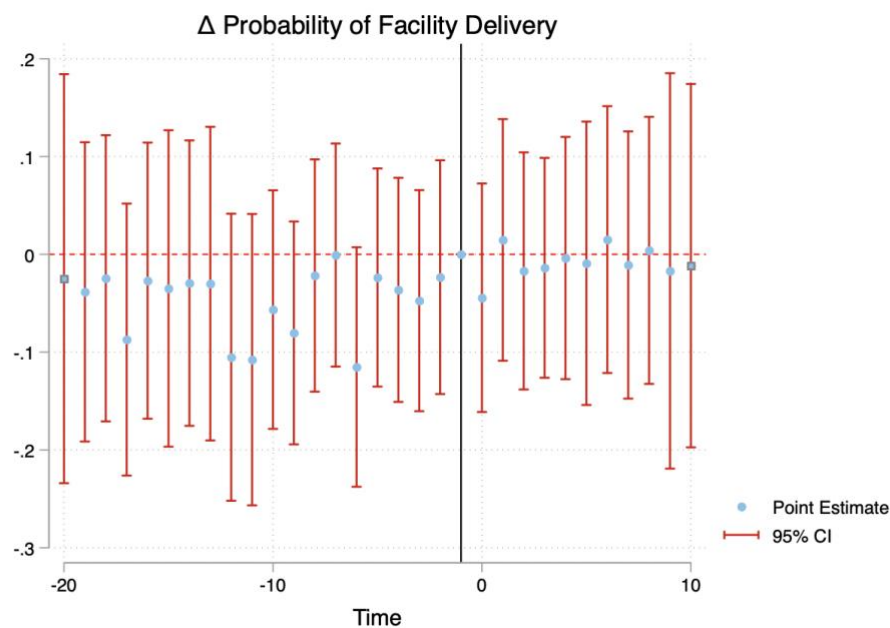 Δ Probability of Facility Delivery
.2
.1
0
-.1
-.2
-.3
-20
-10
0
10
Time
Point Estimate
95% CI